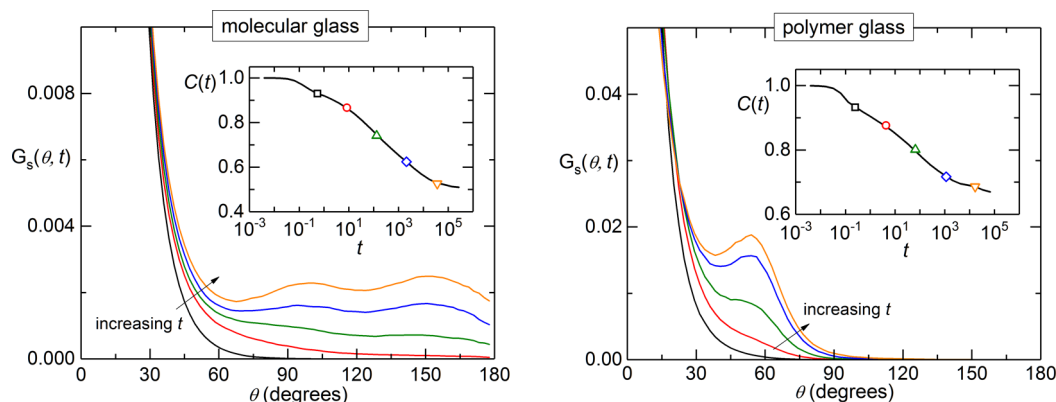 molecular glass
0.008
0.004
0.000
G_s(θ, t)
increasing t
0 30 60 90 120 150 180
θ (degrees)
C(t)
1.0
0.9
0.8
0.7
0.6
0.5
0.4
10^-3 10^-1 10^1 10^3 10^5
t
polymer glass
0.04
0.02
0.00
G_s(θ, t)
increasing t
0 30 60 90 120 150 180
θ (degrees)
C(t)
1.0
0.8
0.6
10^-3 10^-1 10^1 10^3 10^5
t